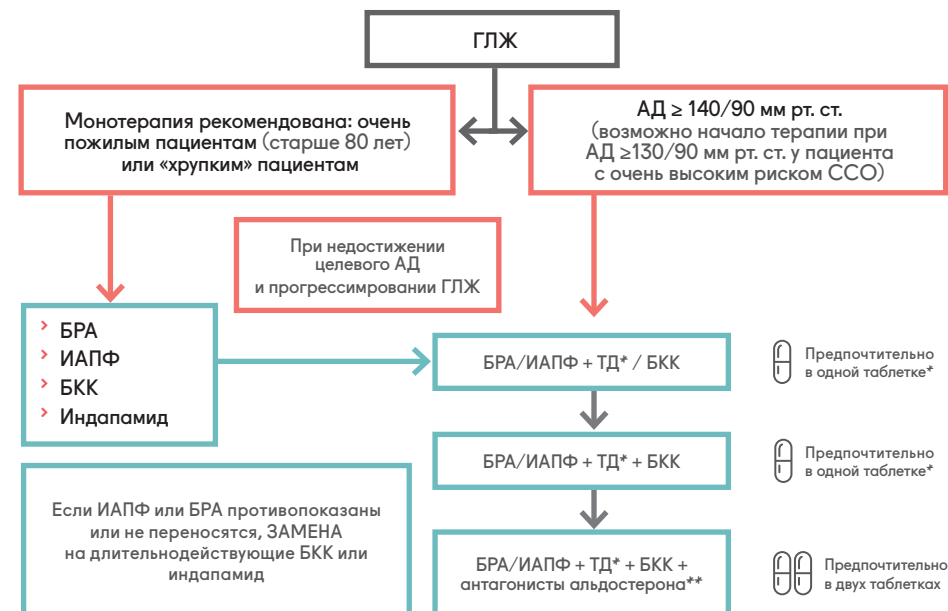 ГЛЖ
Монотерапия рекомендована: очень
пожилым пациентам (старше 80 лет)
или «хрупким» пациентам
АД ≥ 140/90 мм рт. ст.
(возможно начало терапии при
АД ≥130/90 мм рт. ст. у пациента
с очень высоким риском ССО)
При недостижении
целевого АД
и прогрессимровании ГЛЖ
› БРА
› ИАПФ
› БКК
› Индапамид
БРА/ИАПФ + ТД* / БКК
Предпочтительно
в одной таблетке*
БРА/ИАПФ + ТД* + БКК
Предпочтительно
в одной таблетке*
Если ИАПФ или БРА противопоказаны
или не переносятся, ЗАМЕНА
на длительнодействующие БКК или
индапамид
БРА/ИАПФ + ТД* + БКК +
антагонисты альдостерона**
Предпочтительно
в двух таблетках